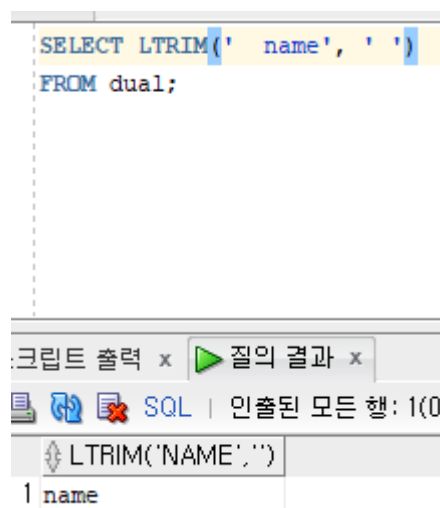 SELECT LTRIM('  name', ' ')
FROM dual;
크립트 출력 x 질의 결과 x
SQL | 인출된 모든 행: 1(0
LTRIM('NAME','')
1 name